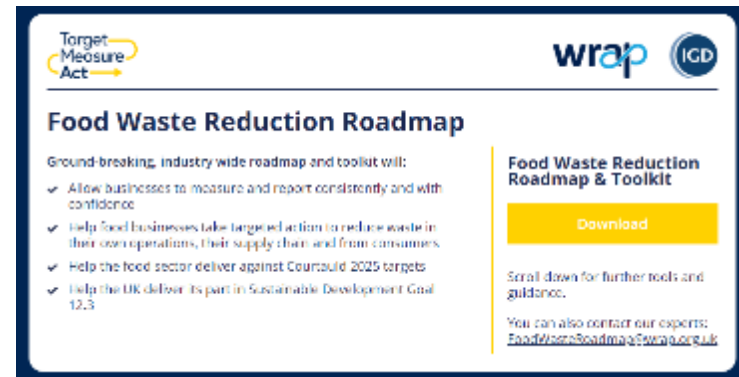 Target
Measure
Act
wrap
IGD
Food Waste Reduction Roadmap
Ground-breaking, industry wide roadmap and toolkit will:
✓ Allow businesses to measure and report consistently and with
confidence
✓ Help food businesses take targeted action to reduce waste in
their own operations, their supply chain and from consumers
✓ Help the food sector deliver against Courtauld 2025 targets
✓ Help the UK deliver its part in Sustainable Development Goal
12.3
Food Waste Reduction
Roadmap & Toolkit
Download
Scroll down for further tools and
guidance.
You can also contact our experts:
FoodWasteRoadmap@wrap.org.uk